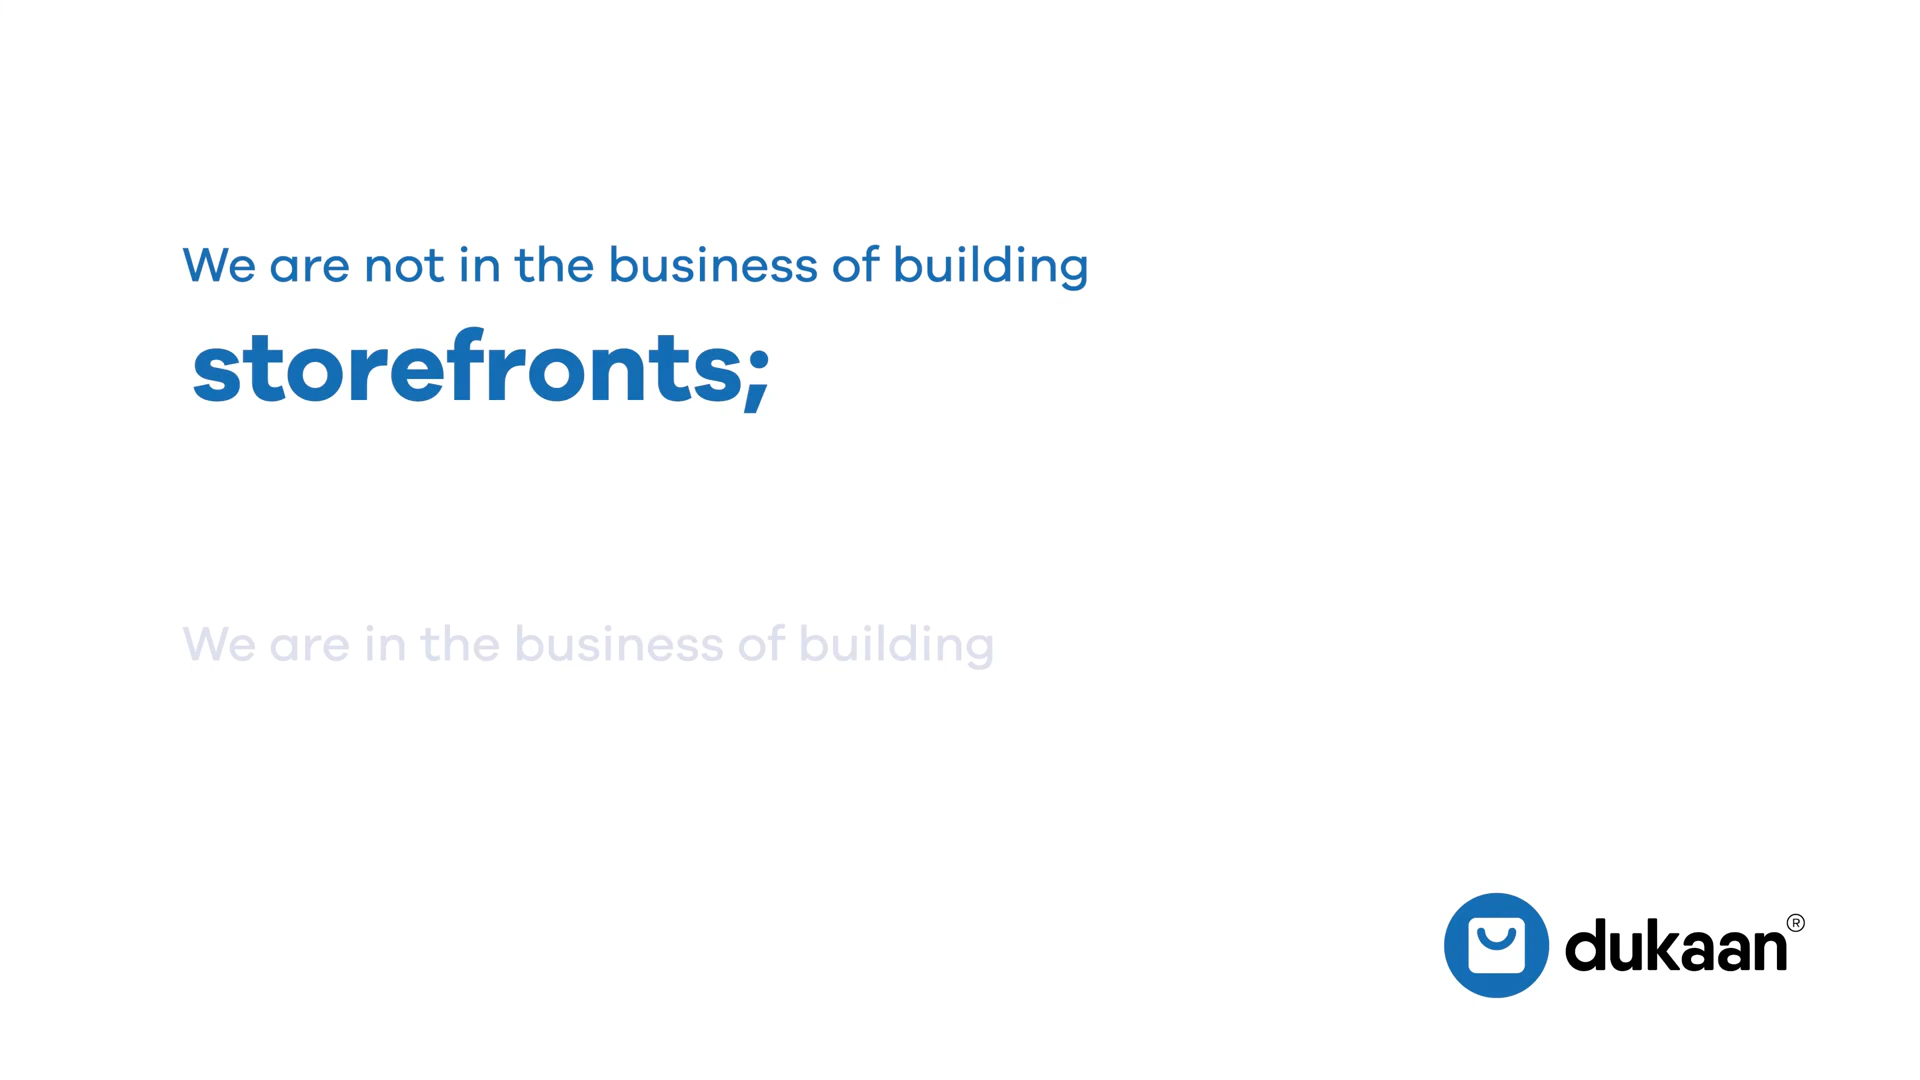 We are not in the business of building
storefronts;
We are in the business of building
dukaan®